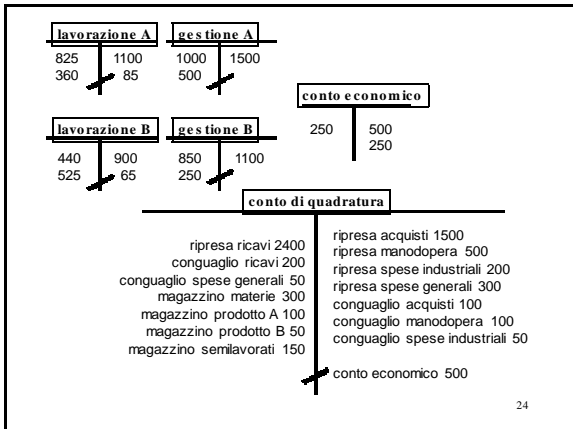 lavorazione A gestione A
825 1100 1000 1500
360 85 500
conto economico
250 500
250
lavorazione B gestione B
440 900 850 1100
525 65 250
conto di quadratura
ripresa ricavi 2400
conguaglio ricavi 200
conguaglio spese generali 50
magazzino materie 300
magazzino prodotto A 100
magazzino prodotto B 50
magazzino semilavorati 150
ripresa acquisti 1500
ripresa manodopera 500
ripresa spese industriali 200
ripresa spese generali 300
conguaglio acquisti 100
conguaglio manodopera 100
conguaglio spese industriali 50
conto economico 500
24